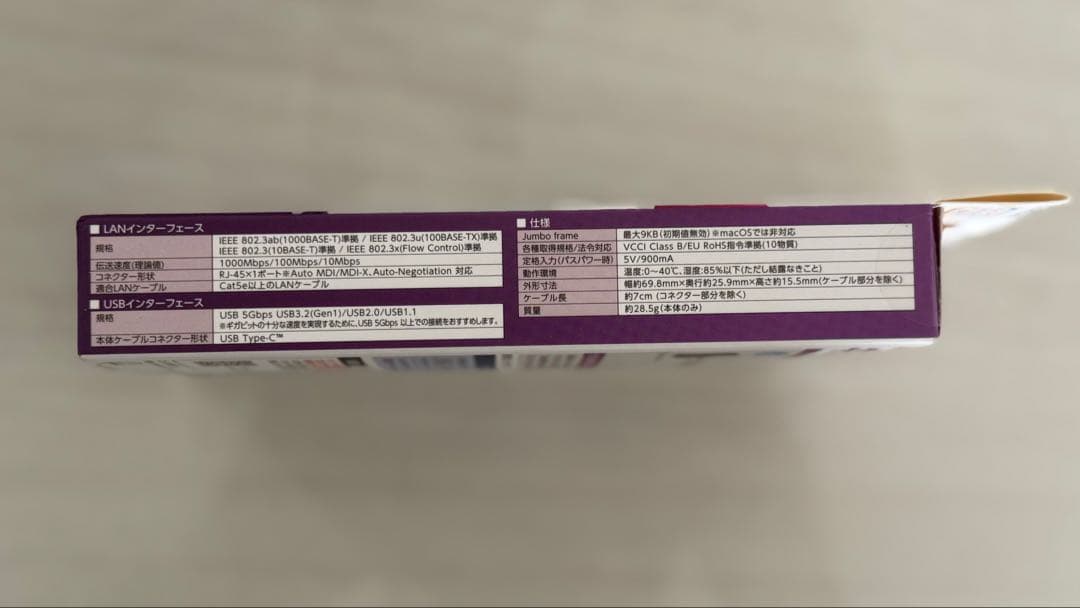 ■LANインターフェース
規格 IEEE 802.3ab(1000BASE-T)準拠 / IEEE 802.3u(100BASE-TX)準拠
IEEE 802.3(10BASE-T)準拠 / IEEE 802.3x(Flow Control)準拠
伝送速度(理論値) 1000Mbps/100Mbps/10Mbps
コネクター形状 RJ-45×1ポート※Auto MDI/MDI-X、Auto-Negotiation 対応
適合LANケーブル Cat5e以上のLANケーブル
■USBインターフェース
規格 USB 5Gbps USB3.2(Gen1)/USB2.0/USB1.1
※ギガビットの十分な速度を実現するために、USB 5Gbps 以上での接続をおすすめします。
本体ケーブルコネクター形状 USB Type-C™
■仕様
Jumbo frame 最大9KB(初期値無効)※macOSでは非対応
各種取得規格/法令対応 VCCI Class B/EU RoHS指令準拠(10物質)
定格入力(バスパワー時) 5V/900mA
動作環境 温度:0~40℃、湿度:85%以下(ただし結露なきこと)
外形寸法 幅約69.8mm×奥行約25.9mm×高さ約15.5mm(ケーブル部分を除く)
ケーブル長 約7cm (コネクター部分を除く)
質量 約28.5g(本体のみ)